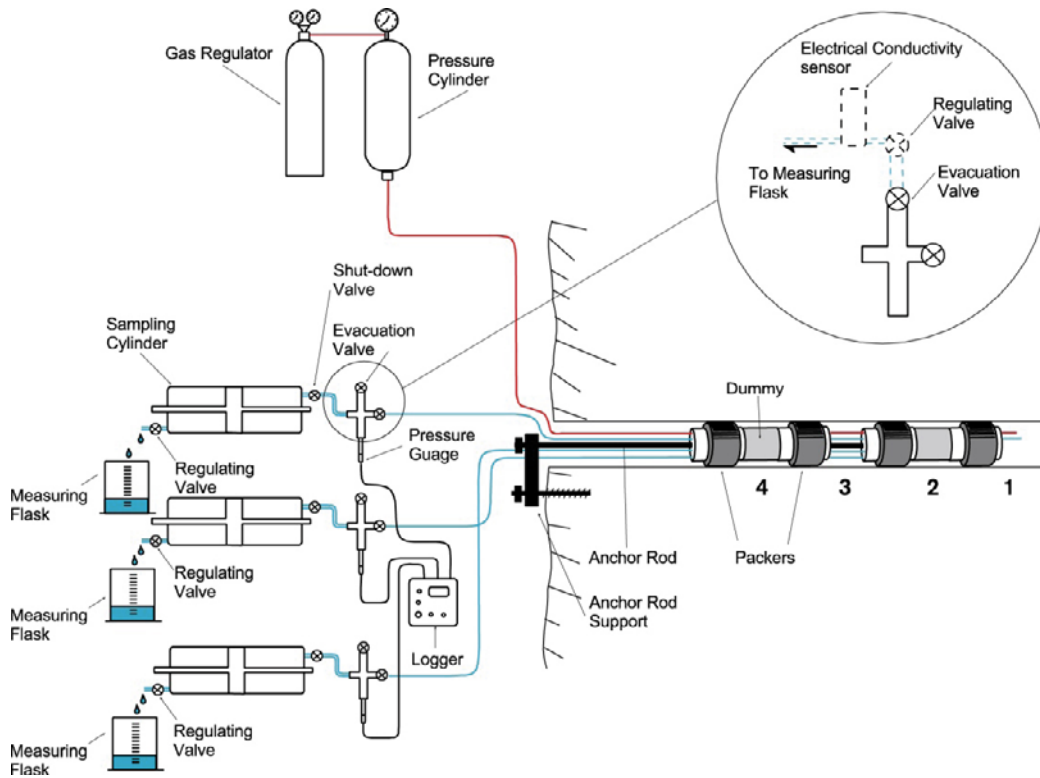 Gas Regulator
Pressure
Cylinder
Electrical Conductivity
sensor
Regulating
Valve
To Measuring
Flask
Evacuation
Valve
Shut-down
Valve
Sampling
Cylinder
Evacuation
Valve
Dummy
Pressure
Guage
Regulating
Valve
Measuring
Flask
4
3
2
1
Anchor Rod
Packers
Regulating
Valve
Measuring
Flask
Anchor Rod
Support
Logger
Regulating
Valve
Measuring
Flask